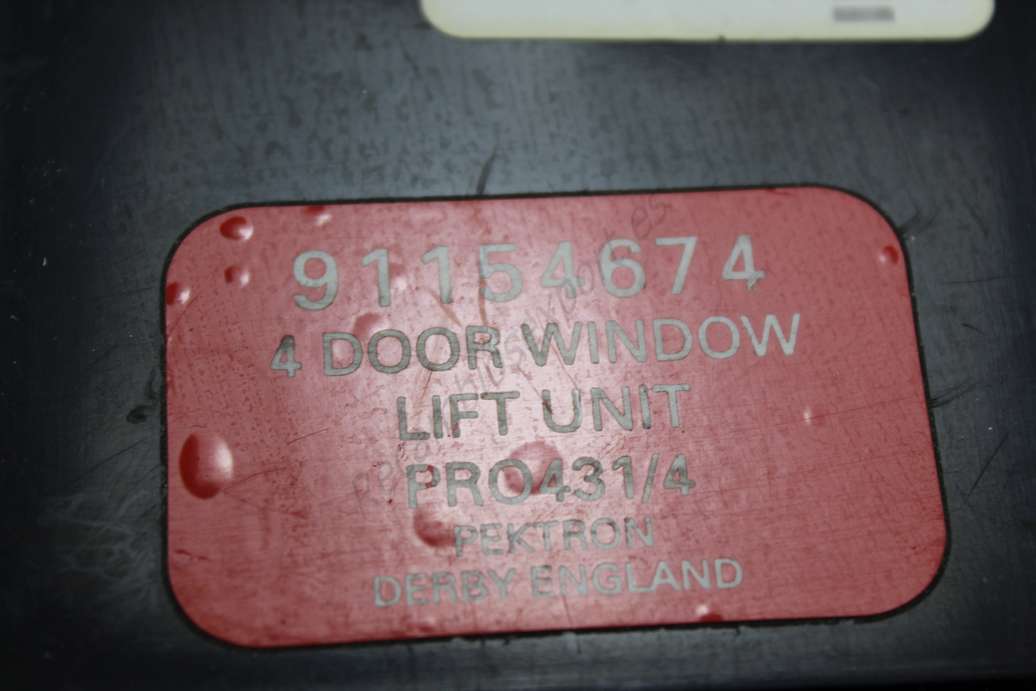 91154674
4 DOOR WINDOW
LIFT UNIT
PRO431/4
PEKTRON
DERBY ENGLAND